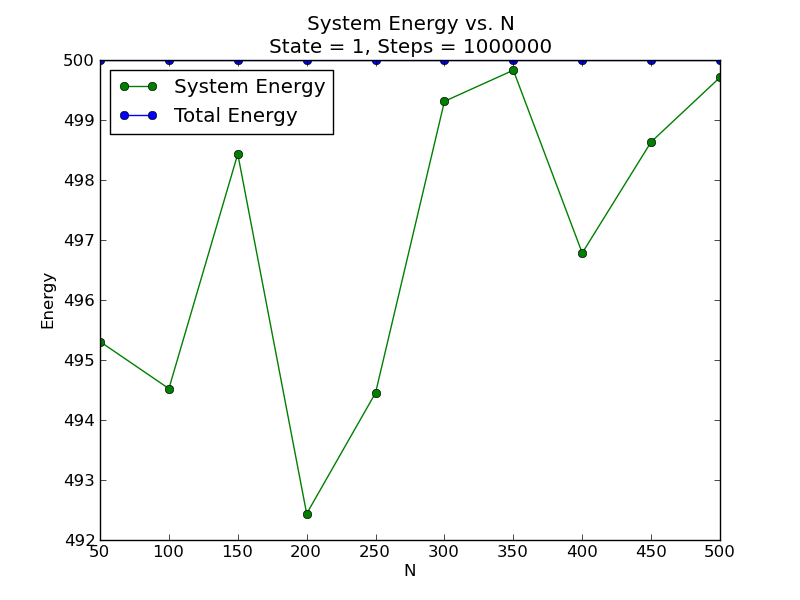 System Energy vs. N
State = 1, Steps = 1000000
System Energy
Total Energy
Energy
500
499
498
497
496
495
494
493
492
50 100 150 200 250 300 350 400 450 500
N